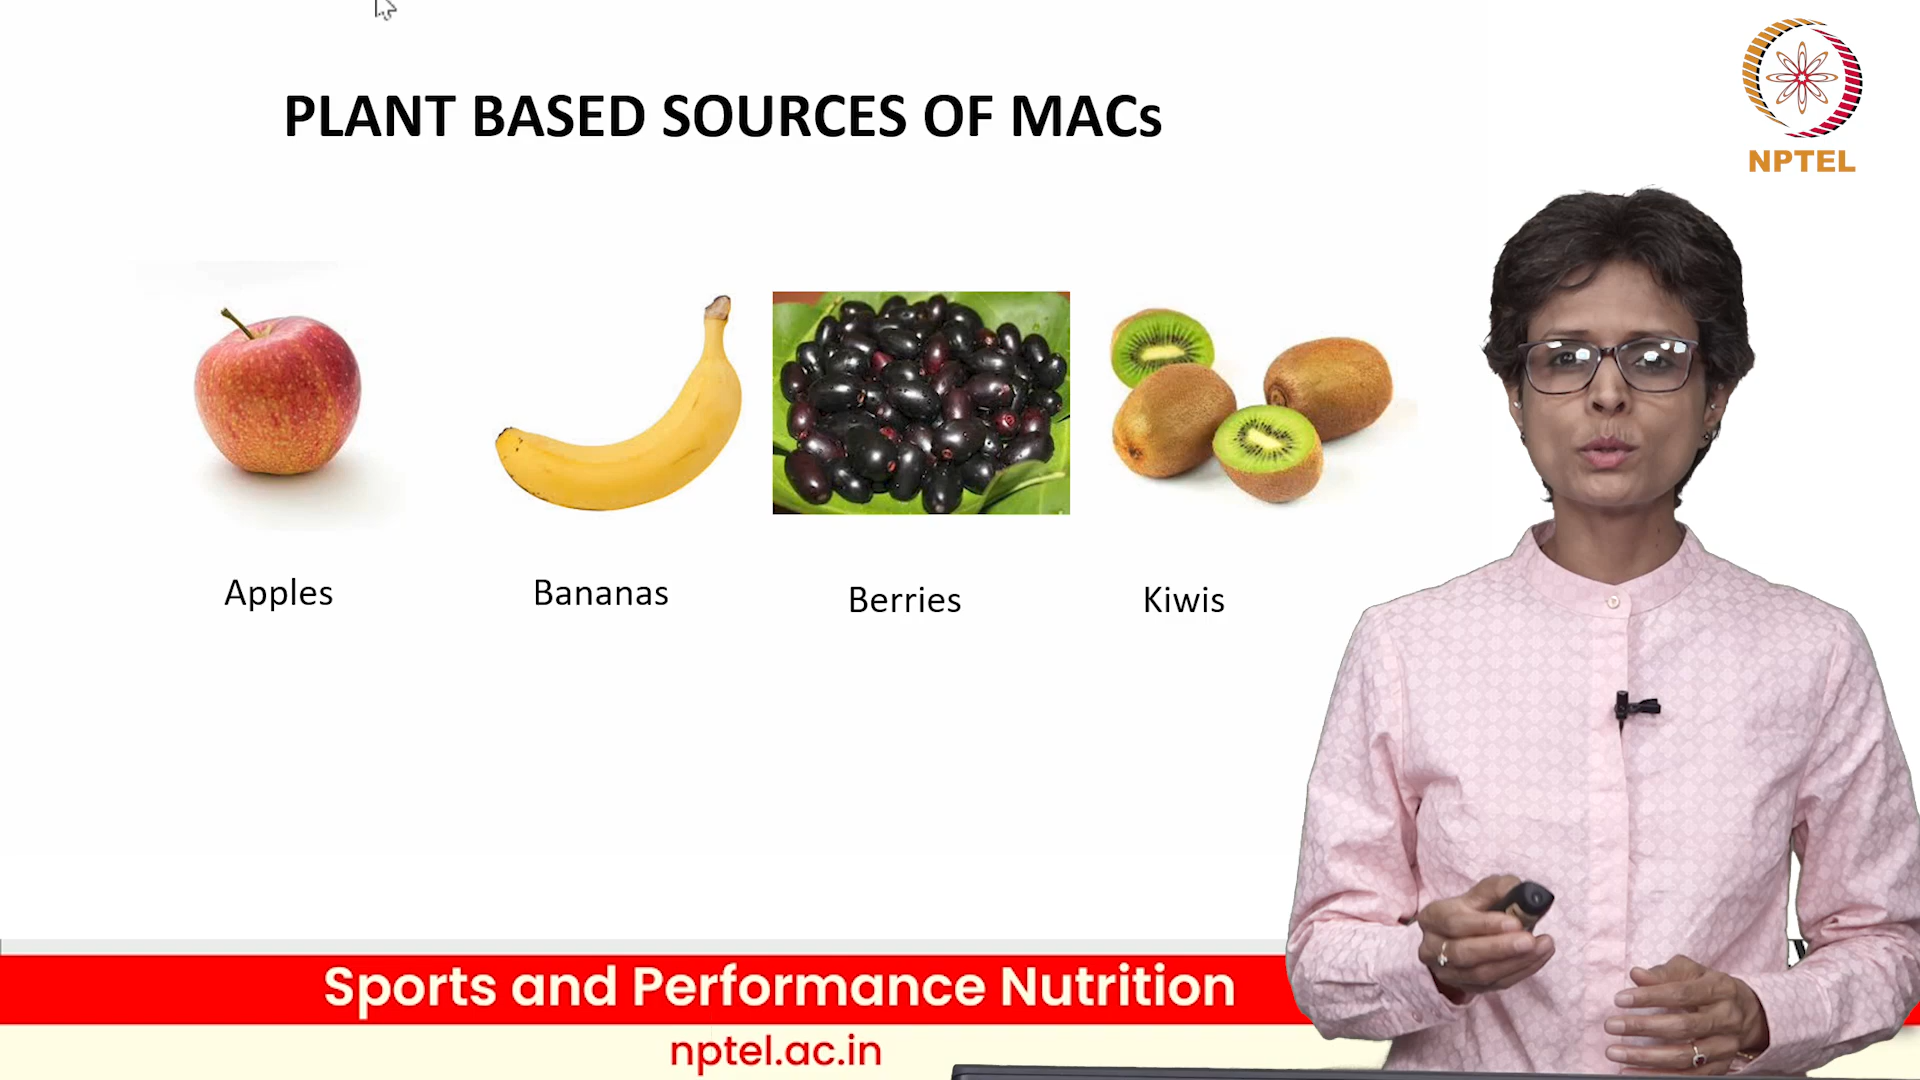 PLANT BASED SOURCES OF MACs
NPTEL
Apples
Bananas
Berries
Kiwis
Sports and Performance Nutrition
nptel.ac.in